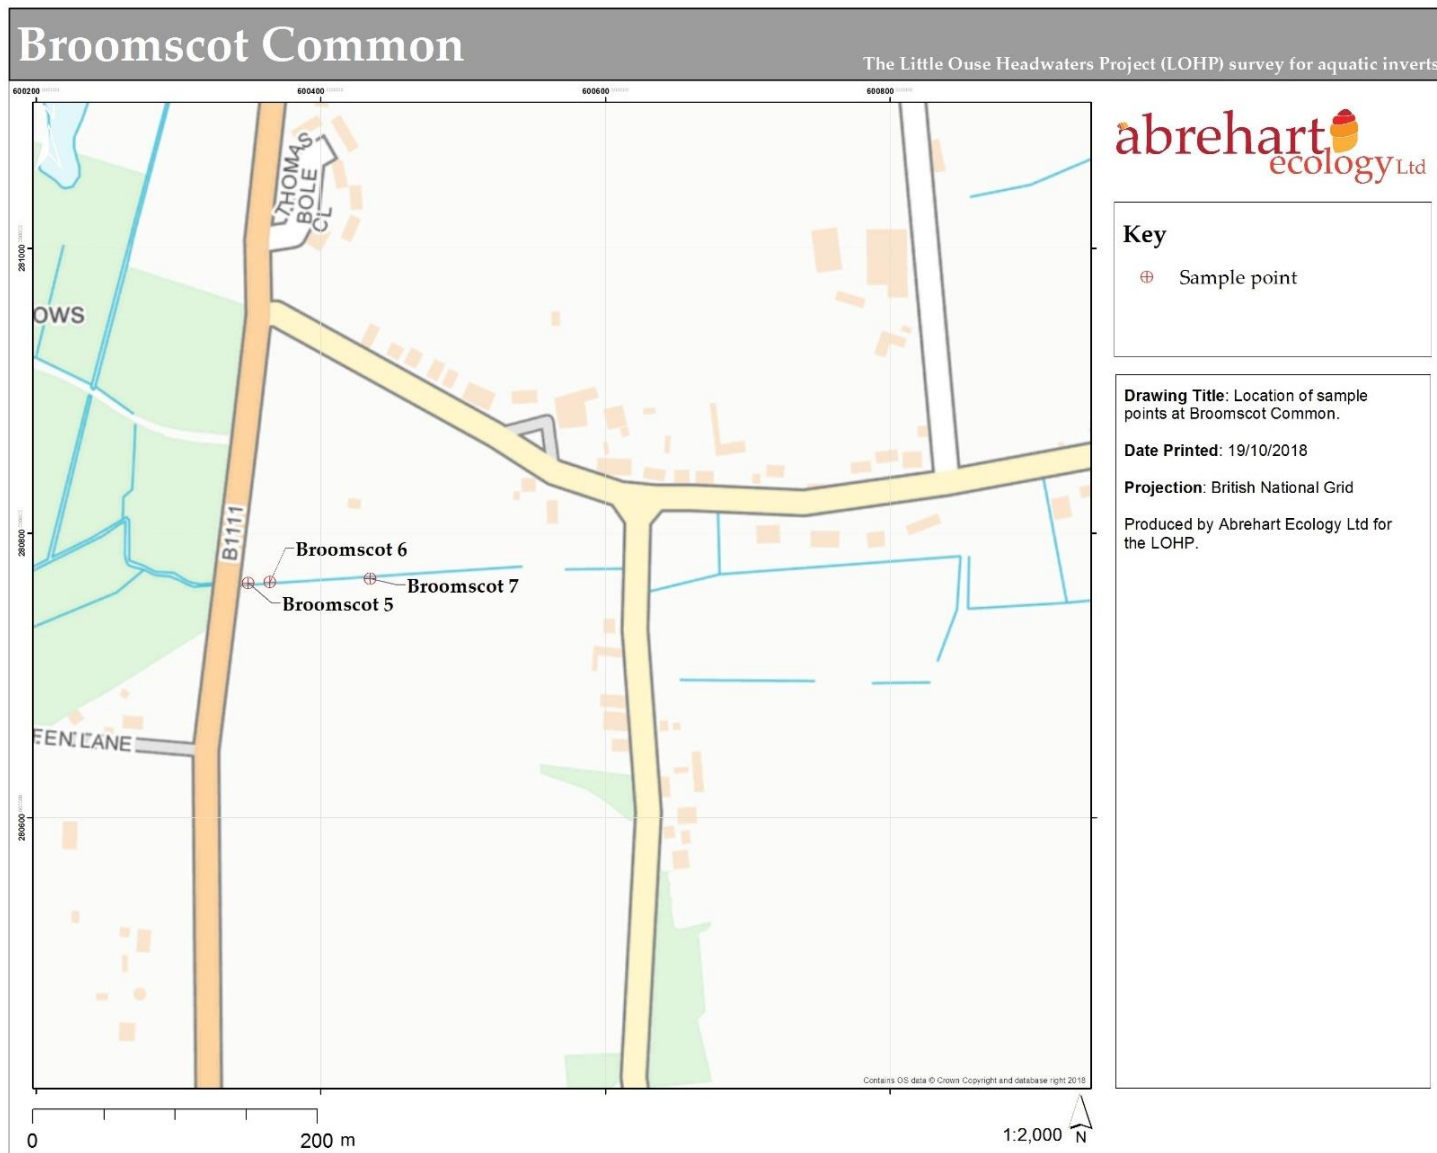 Broomscot Common
The Little Ouse Headwaters Project (LOHP) survey for aquatic inverts
600200
600400
600600
600800
281000
280800
280600
THOMAS
BOLE
CL
OWS
B1111
Broomscot 6
Broomscot 7
Broomscot 5
FEN LANE
Contains OS data © Crown Copyright and database right 2018
0
200 m
1:2,000
N
abrehart
ecology Ltd
Key
Sample point
Drawing Title: Location of sample
points at Broomscot Common.
Date Printed: 19/10/2018
Projection: British National Grid
Produced by Abrehart Ecology Ltd for
the LOHP.